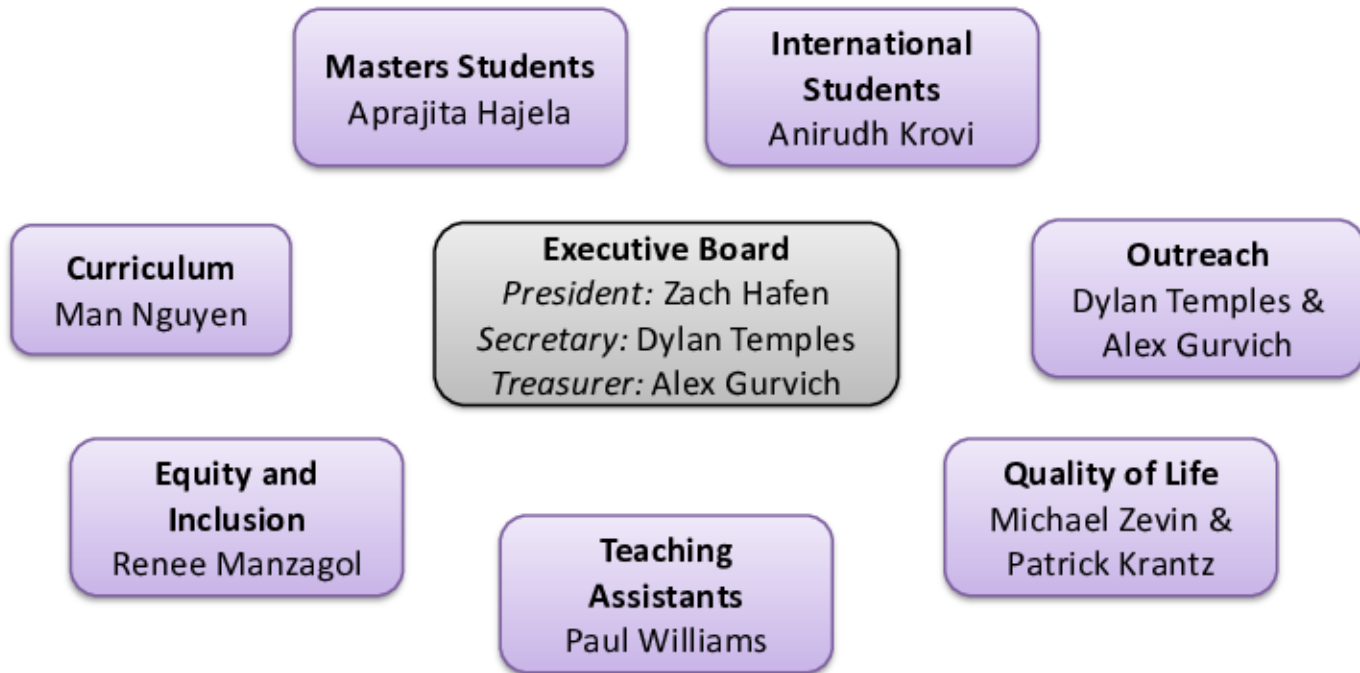 Masters Students
Aprajita Hajela
International
Students
Anirudh Krovi
Curriculum
Man Nguyen
Executive Board
President: Zach Hafen
Secretary: Dylan Temples
Treasurer: Alex Gurvich
Outreach
Dylan Temples &
Alex Gurvich
Equity and
Inclusion
Renee Manzagol
Teaching
Assistants
Paul Williams
Quality of Life
Michael Zevin &
Patrick Krantz